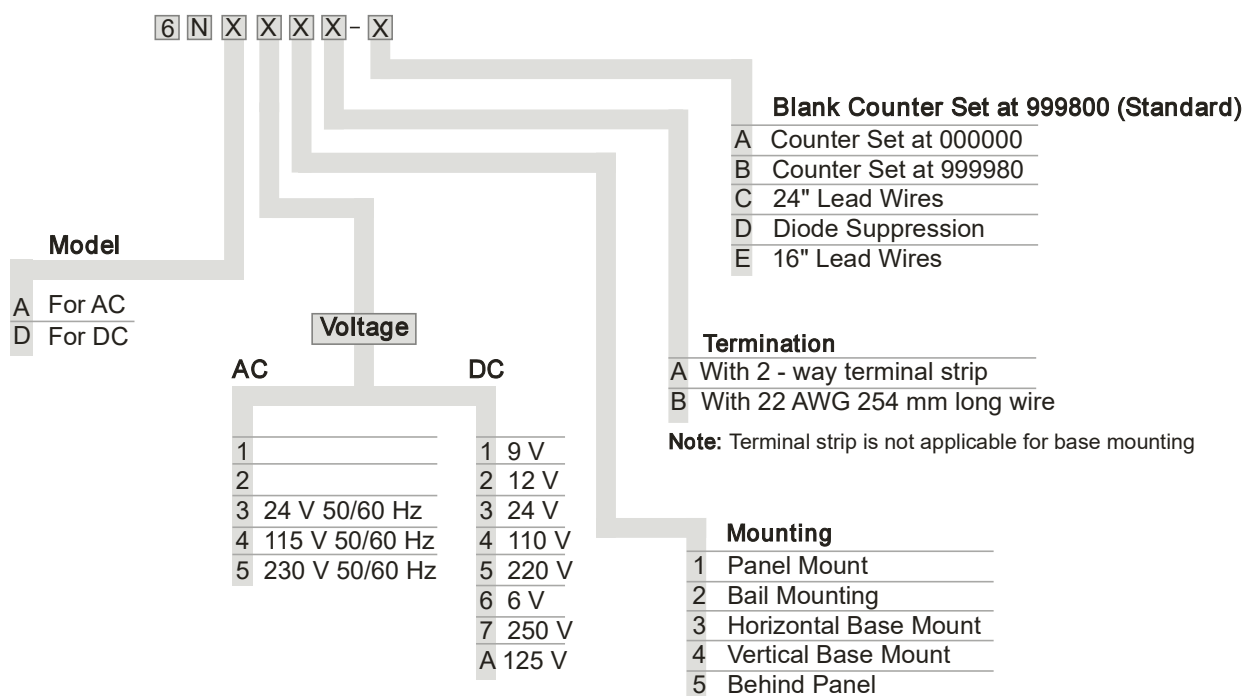 6 N X X X X - X
Blank Counter Set at 999800 (Standard)
A Counter Set at 000000
B Counter Set at 999980
C 24" Lead Wires
D Diode Suppression
E 16" Lead Wires
Model
A For AC
D For DC
Voltage
AC
1
2
3 24 V 50/60 Hz
4 115 V 50/60 Hz
5 230 V 50/60 Hz
DC
1 9 V
2 12 V
3 24 V
4 110 V
5 220 V
6 6 V
7 250 V
A 125 V
Termination
A With 2 - way terminal strip
B With 22 AWG 254 mm long wire
Note: Terminal strip is not applicable for base mounting
Mounting
1 Panel Mount
2 Bail Mounting
3 Horizontal Base Mount
4 Vertical Base Mount
5 Behind Panel